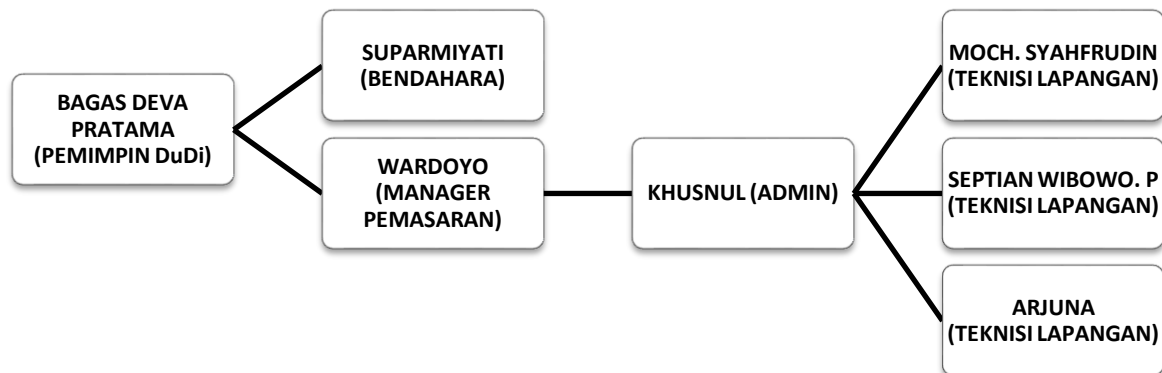 BAGAS DEVA
PRATAMA
(PEMIMPIN DuDi)
SUPARMIYATI
(BENDAHARA)
WARDOYO
(MANAGER
PEMASARAN)
KHUSNUL (ADMIN)
MOCH. SYAHFRUDIN
(TEKNISI LAPANGAN)
SEPTIAN WIBOWO. P
(TEKNISI LAPANGAN)
ARJUNA
(TEKNISI LAPANGAN)